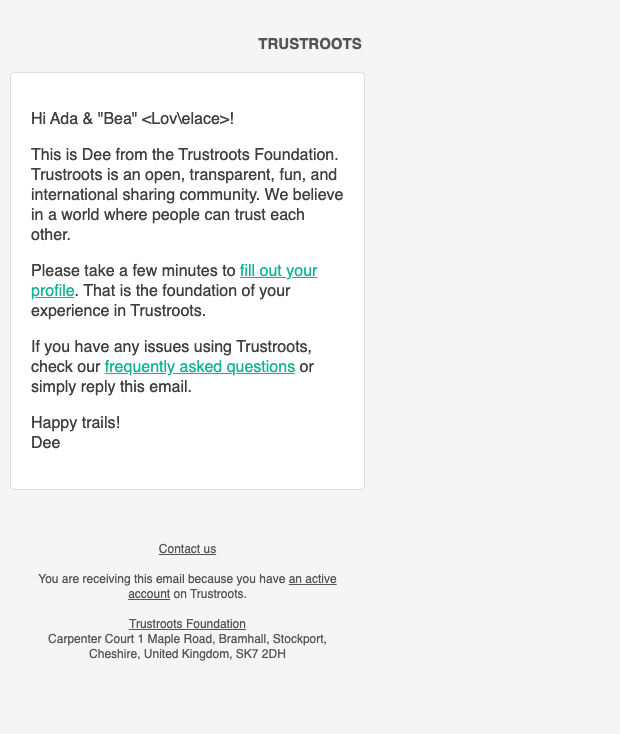 TRUSTROOTS
Hi Ada & "Bea" <Lov\elace>!
This is Dee from the Trustroots Foundation.
Trustroots is an open, transparent, fun, and
international sharing community. We believe
in a world where people can trust each
other.
Please take a few minutes to fill out your
profile. That is the foundation of your
experience in Trustroots.
If you have any issues using Trustroots,
check our frequently asked questions or
simply reply this email.
Happy trails!
Dee
Contact us
You are receiving this email because you have an active
account on Trustroots.
Trustroots Foundation
Carpenter Court 1 Maple Road, Bramhall, Stockport,
Cheshire, United Kingdom, SK7 2DH